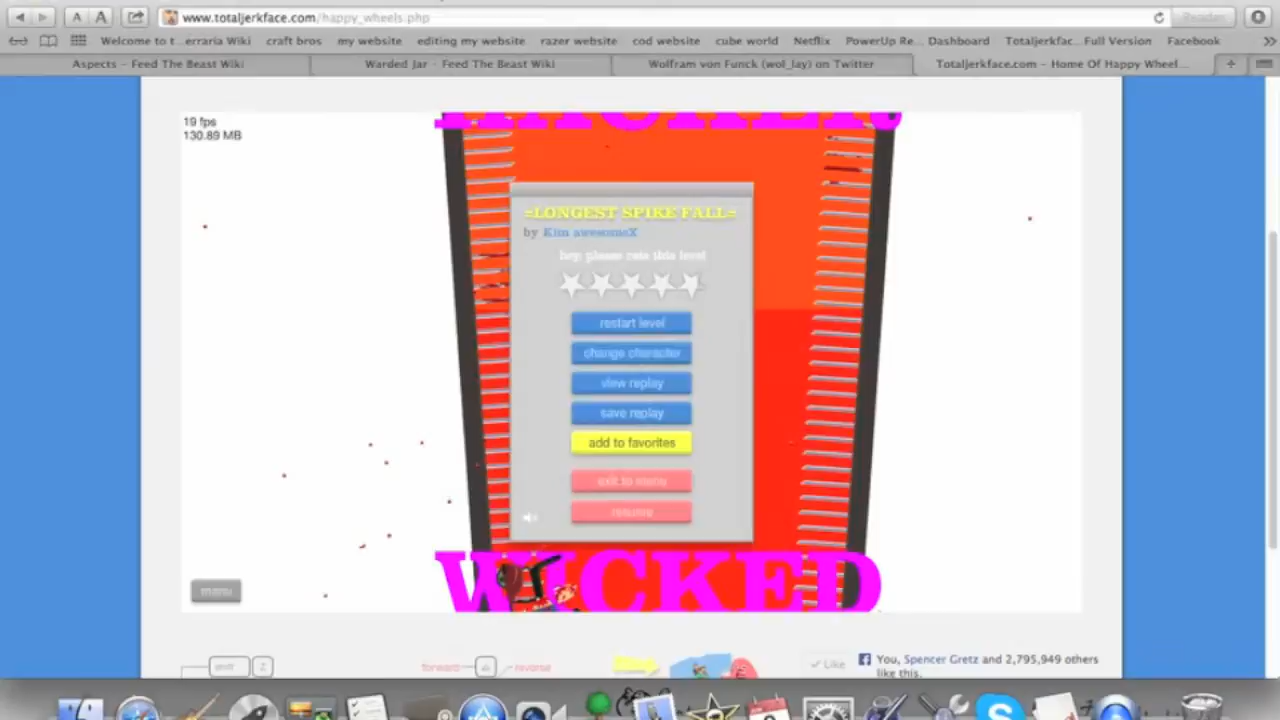 www.totaljerkface.com/happy_wheels.php
Reader
Welcome to t...erraria Wiki craft bros my website editing my website razer website cod website cube world Netflix PowerUp Re... Dashboard Totaljerkfac... Full Version Facebook
Aspects – Feed The Beast Wiki Warded Jar – Feed The Beast Wiki Wolfram von Funck (wol_lay) on Twitter Totaljerkface.com – Home Of Happy Wheel...
19 fps
130.89 MB
=LONGEST SPIKE FALL=
by Kim awesomeX
hey, please rate this level
restart level
change character
view replay
save replay
add to favorites
exit to menu
resume
WICKED
menu
shift Z
forward reverse
Like
You, Spencer Gretz and 2,795,949 others
like this.